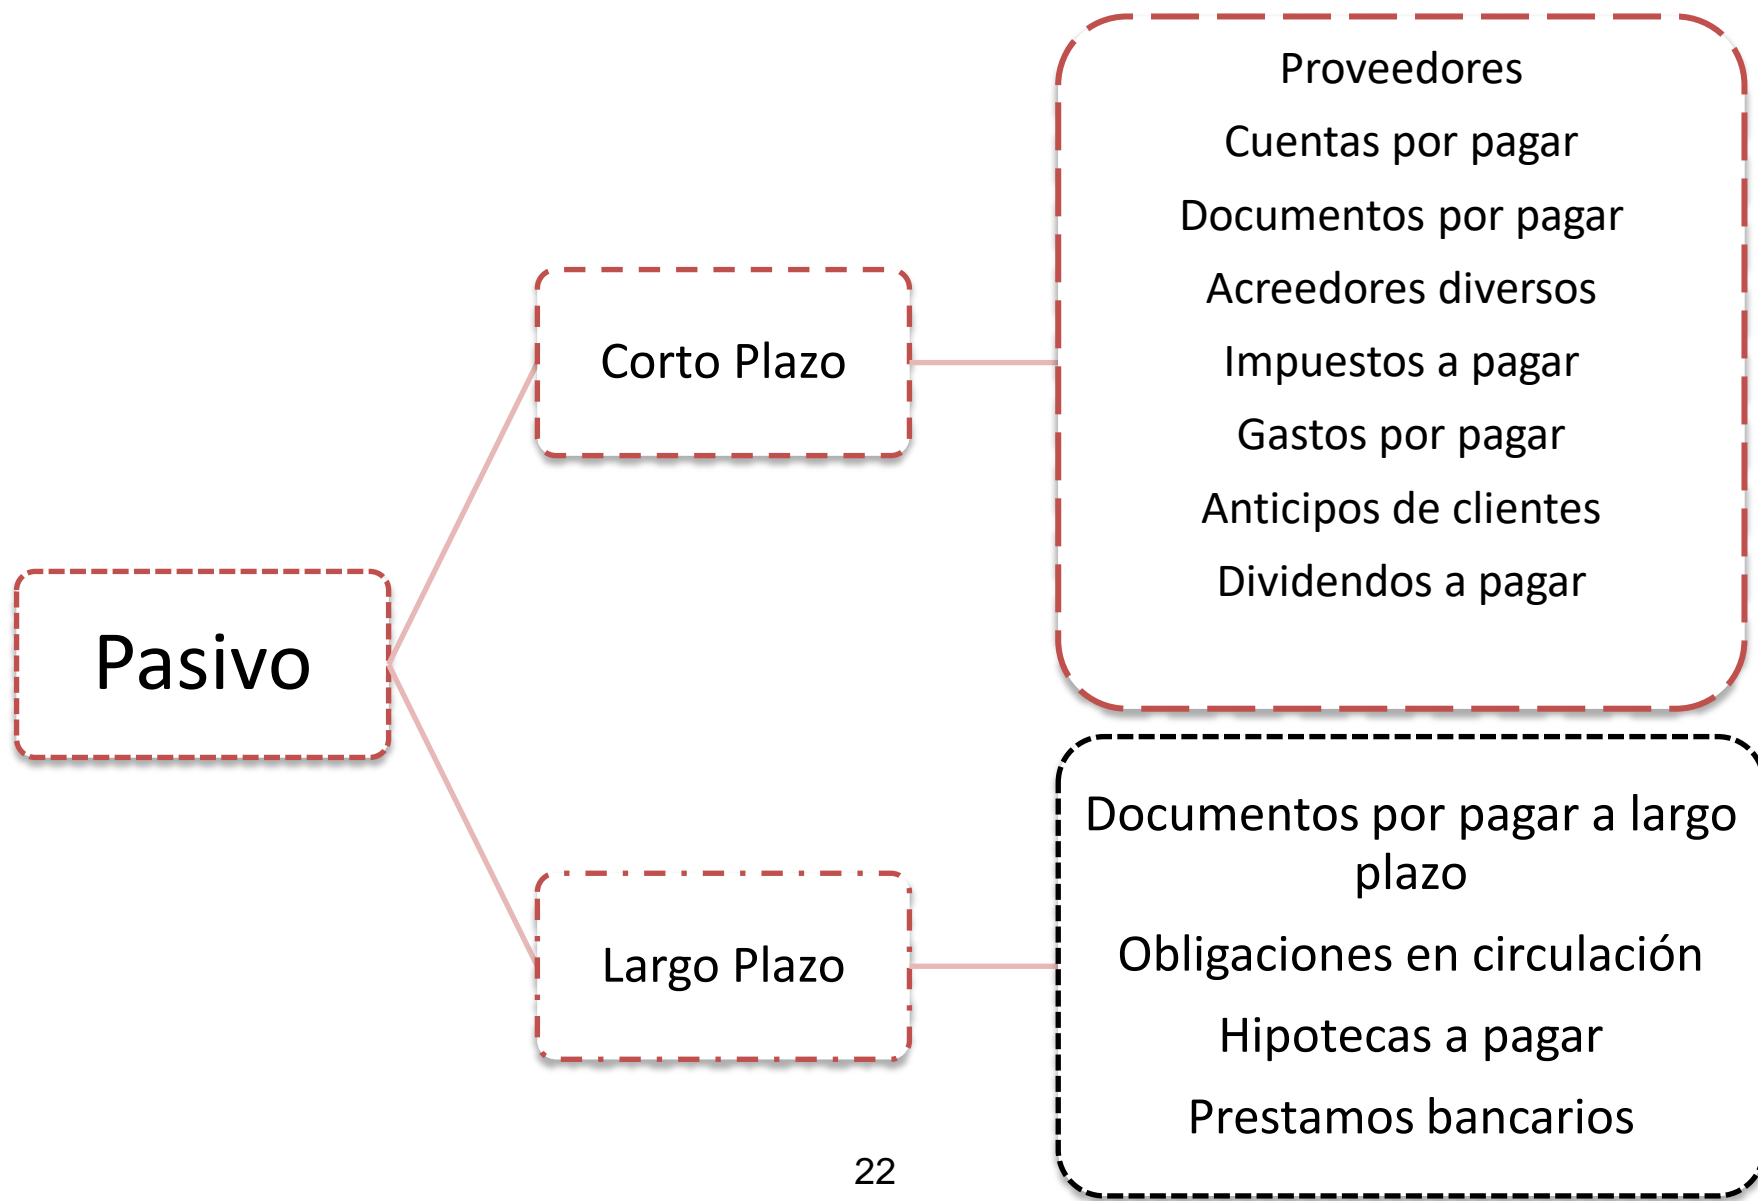 Pasivo
Corto Plazo
Proveedores
Cuentas por pagar
Documentos por pagar
Acreedores diversos
Impuestos a pagar
Gastos por pagar
Anticipos de clientes
Dividendos a pagar
Largo Plazo
Documentos por pagar a largo
plazo
Obligaciones en circulación
Hipotecas a pagar
Prestamos bancarios
22